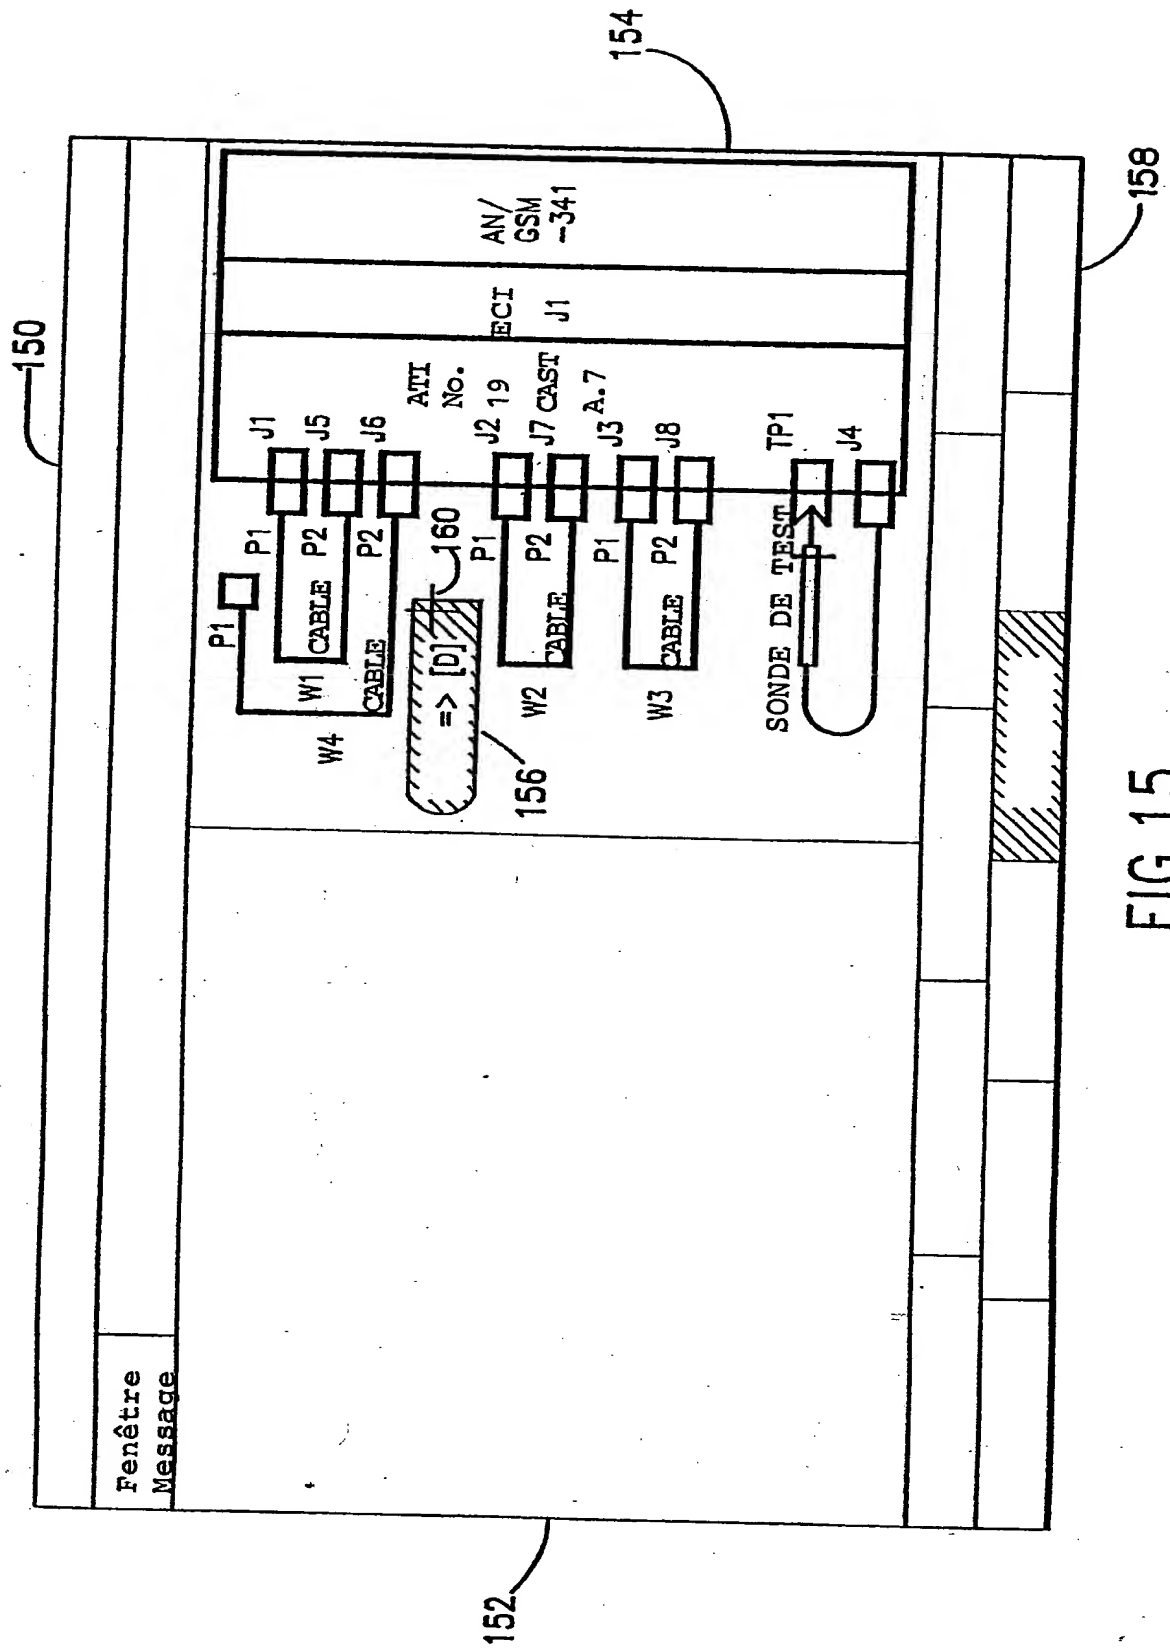 150
Fenêtre
Message
P1
W4
CABLE
P2
J6
P1
W1
CABLE
P2
J1
J5
ATI
No.
19
CAST
A.7
ECI
J1
AN/
GSM
-341
=> [D]
160
156
P1
J2
W2
CABLE
P2
J7
P1
J3
W3
CABLE
P2
J8
SONDE DE TEST
TP1
J4
152
154
158
FIG.15